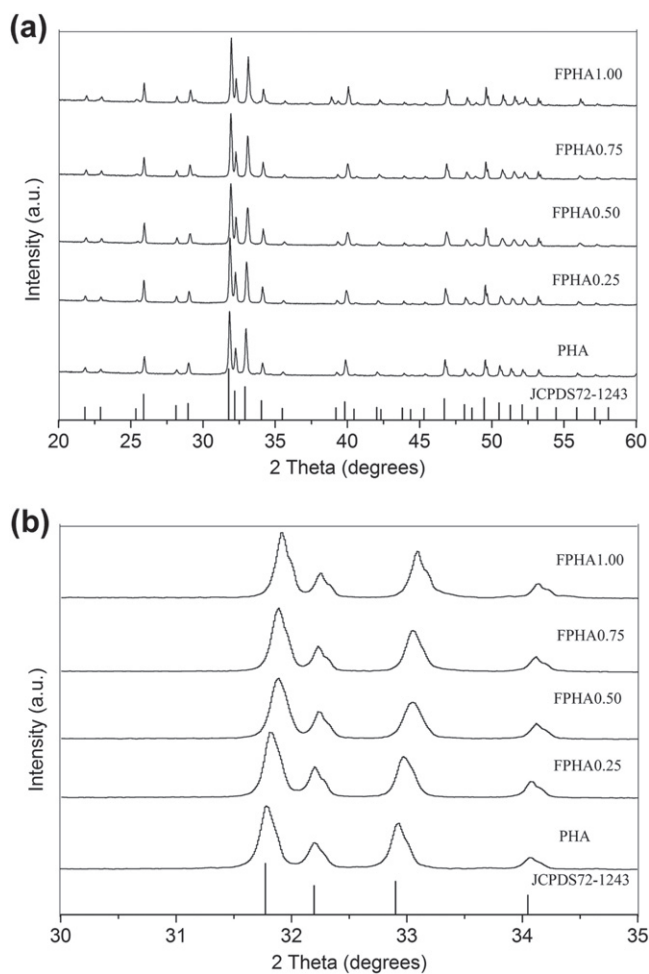 (a)
Intensity (a.u.)
FPHA1.00
FPHA0.75
FPHA0.50
FPHA0.25
PHA
JCPDS72-1243
20 25 30 35 40 45 50 55 60
2 Theta (degrees)
(b)
Intensity (a.u.)
FPHA1.00
FPHA0.75
FPHA0.50
FPHA0.25
PHA
JCPDS72-1243
30 31 32 33 34 35
2 Theta (degrees)